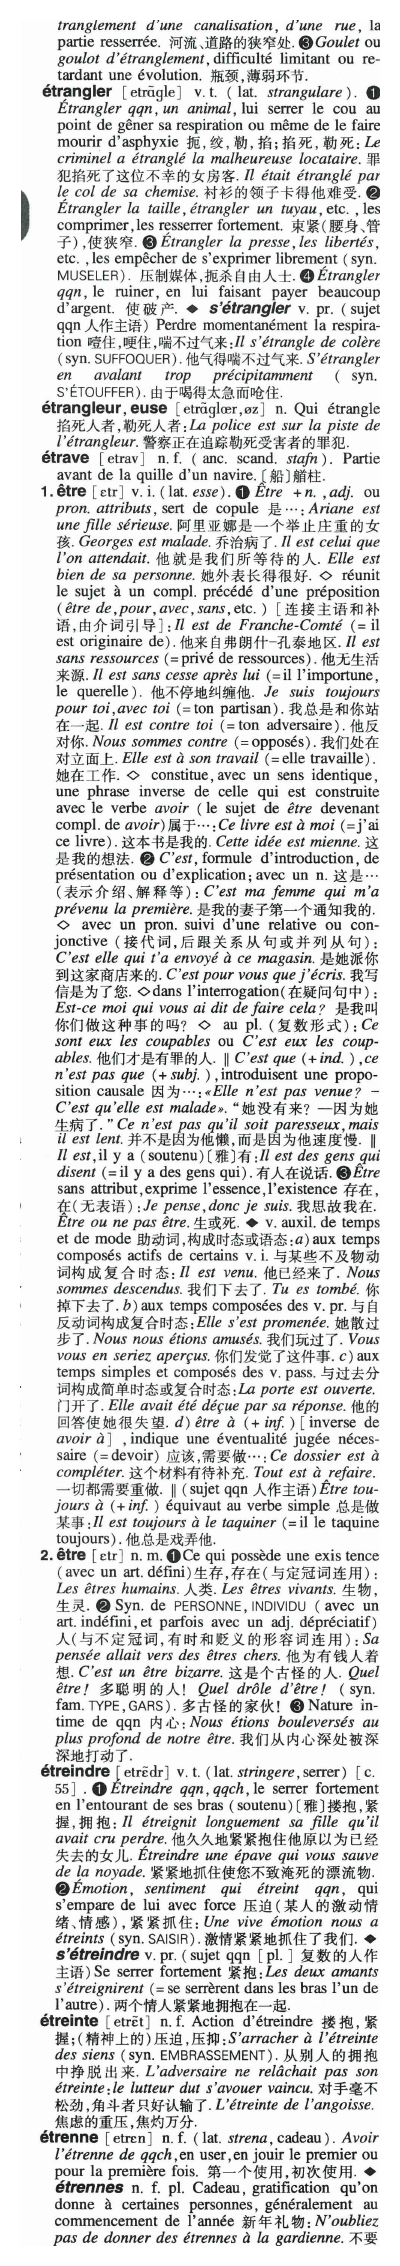 tranglement d'une canalisation, d'une rue, la
partie resserrée. 河流、道路的狭窄处. ❸ Goulet ou
goulot d'étranglement, difficulté limitant ou re-
tardant une évolution. 瓶颈,薄弱环节.
étrangler [etrɑ̃gle] v. t. ( lat. strangulare). ❶
Étrangler qqn, un animal, lui serrer le cou au
point de gêner sa respiration ou même de le faire
mourir d'asphyxie 扼,绞,勒,掐;掐死,勒死: Le
criminel a étranglé la malheureuse locataire. 罪
犯掐死了这位不幸的女房客. Il était étranglé par
le col de sa chemise. 衬衫的领子卡得他难受. ❷
Étrangler la taille, étrangler un tuyau, etc. , les
comprimer, les resserrer fortement. 束紧(腰身、管
子),使狭窄. ❸ Étrangler la presse, les libertés,
etc. , les empêcher de s'exprimer librement (syn.
MUSELER). 压制媒体,扼杀自由人士. ❹ Étrangler
qqn, le ruiner, en lui faisant payer beaucoup
d'argent. 使破产. ◆ s'étrangler v. pr. ( sujet
qqn 人作主语) Perdre momentanément la respira-
tion 噎住,哽住,喘不过气来: Il s'étrangle de colère
(syn. SUFFOQUER). 他气得喘不过气来. S'étrangler
en avalant trop précipitamment ( syn.
S'ÉTOUFFER). 由于喝得太急而呛住.
étrangleur, euse [etrɑ̃glœr, øz] n. Qui étrangle
掐死人者,勒死人者: La police est sur la piste de
l'étrangleur. 警察正在追踪勒死受害者的罪犯.
étrave [etrav] n. f. ( anc. scand. stafn). Partie
avant de la quille d'un navire. [船]艏柱.
1. être [ɛtr] v. i. (lat. esse). ❶ Être +n. , adj. ou
pron. attributs, sert de copule 是…: Ariane est
une fille sérieuse. 阿里亚娜是一个举止庄重的女
孩. Georges est malade. 乔治病了. Il est celui que
l'on attendait. 他就是我们所等待的人. Elle est
bien de sa personne. 她外表长得很好. ◇ réunit
le sujet à un compl. précédé d'une préposition
(être de, pour, avec, sans, etc. ) [连接主语和补
语,由介词引导]: Il est de Franche-Comté (= il
est originaire de). 他来自弗朗什-孔泰地区. Il est
sans ressources (= privé de ressources). 他无生活
来源. Il est sans cesse après lui (= il l'importune,
le querelle). 他不停地纠缠他. Je suis toujours
pour toi, avec toi (= ton partisan). 我总是和你站
在一起. Il est contre toi (= ton adversaire). 他反
对你. Nous sommes contre (= opposés). 我们处在
对立面上. Elle est à son travail (= elle travaille).
她在工作. ◇ constitue, avec un sens identique,
une phrase inverse de celle qui est construite
avec le verbe avoir (le sujet de être devenant
compl. de avoir) 属于…: Ce livre est à moi (= j'ai
ce livre). 这本书是我的. Cette idée est mienne. 这
是我的想法. ❷ C'est, formule d'introduction, de
présentation ou d'explication; avec un n. 这是…
(表示介绍、解释等): C'est ma femme qui m'a
prévenu la première. 是我的妻子第一个通知我的.
◇ avec un pron. suivi d'une relative ou con-
jonctive (接代词,后跟关系从句或并列从句):
C'est elle qui t'a envoyé à ce magasin. 是她派你
到这家商店来的. C'est pour vous que j'écris. 我写
信是为了您. ◇ dans l'interrogation(在疑问句中):
Est-ce moi qui vous ai dit de faire cela? 是我叫
你们做这种事的吗? ◇ au pl. (复数形式): Ce
sont eux les coupables ou C'est eux les coup-
ables. 他们才是有罪的人. ‖ C'est que (+ ind. ), ce
n'est pas que (+ subj. ), introduisent une propo-
sition causale 因为…: «Elle n'est pas venue? –
C'est qu'elle est malade». "她没有来? —因为她
生病了." Ce n'est pas qu'il soit paresseux, mais
il est lent. 并不是因为他懒,而是因为他速度慢. ‖
Il est, il y a (soutenu) [雅]有: Il est des gens qui
disent (= il y a des gens qui). 有人在说话. ❸ Être
sans attribut, exprime l'essence, l'existence 存在,
在(无表语): Je pense, donc je suis. 我思故我在.
Être ou ne pas être. 生或死. ◆ v. auxil. de temps
et de mode 助动词,构成时态或语态: a) aux temps
composés actifs de certains v. i. 与某些不及物动
词构成复合时态: Il est venu. 他已经来了. Nous
sommes descendus. 我们下去了. Tu es tombé. 你
掉下去了. b) aux temps composées des v. pr. 与自
反动词构成复合时态: Elle s'est promenée. 她散过
步了. Nous nous étions amusés. 我们玩过了. Vous
vous en seriez aperçus. 你们发觉了这件事. c) aux
temps simples et composés des v. pass. 与过去分
词构成简单时态或复合时态: La porte est ouverte.
门开了. Elle avait été déçue par sa réponse. 他的
回答使她很失望. d) être à (+ inf. ) [inverse de
avoir à] , indique une éventualité jugée néces-
saire (= devoir) 应该,需要做…: Ce dossier est à
compléter. 这个材料有待补充. Tout est à refaire.
一切都需要重做. ‖ (sujet qqn 人作主语) Être tou-
jours à (+ inf. ) équivaut au verbe simple 总是做
某事: Il est toujours à le taquiner (= il le taquine
toujours). 他总是戏弄他.
2. être [ɛtr] n. m. ❶ Ce qui possède une exis tence
(avec un art. défini)生存,存在(与定冠词连用):
Les êtres humains. 人类. Les êtres vivants. 生物,
生灵. ❷ Syn. de PERSONNE, INDIVIDU ( avec un
art. indéfini, et parfois avec un adj. dépréciatif)
人(与不定冠词,有时和贬义的形容词连用): Sa
pensée allait vers des êtres chers. 他为有钱人着
想. C'est un être bizarre. 这是个古怪的人. Quel
être! 多聪明的人! Quel drôle d'être! ( syn.
fam. TYPE, GARS). 多古怪的家伙! ❸ Nature in-
time de qqn 内心: Nous étions bouleversés au
plus profond de notre être. 我们从内心深处被深
深地打动了.
étreindre [etrɛ̃dr] v. t. (lat. stringere, serrer) [c.
55] . ❶ Étreindre qqn, qqch, le serrer fortement
en l'entourant de ses bras (soutenu)[雅]搂抱,紧
握,拥抱: Il étreignit longuement sa fille qu'il
avait cru perdre. 他久久地紧紧抱住他原以为已经
失去的女儿. Étreindre une épave qui vous sauve
de la noyade. 紧紧地抓住使您不致淹死的漂流物.
❷ Émotion, sentiment qui étreint qqn, qui
s'empare de lui avec force 压迫(某人的激动情
绪、情感),紧紧抓住: Une vive émotion nous a
étreints (syn. SAISIR). 激情紧紧地抓住了我们. ◆
s'étreindre v. pr. ( sujet qqn [pl. ] 复数的人作
主语) Se serrer fortement 紧抱: Les deux amants
s'étreignirent (= se serrèrent dans les bras l'un de
l'autre). 两个情人紧紧地拥抱在一起.
étreinte [etrɛ̃t] n. f. Action d'étreindre 搂抱,紧
握;(精神上的)压迫,压抑: S'arracher à l'étreinte
des siens (syn. EMBRASSEMENT). 从别人的拥抱
中挣脱出来. L'adversaire ne relâchait pas son
étreinte: le lutteur dut s'avouer vaincu. 对手毫不
松劲,角斗者只好认输了. L'étreinte de l'angoisse.
焦虑的重压,焦灼万分.
étrenne [etrɛn] n. f. ( lat. strena, cadeau). Avoir
l'étrenne de qqch, en user, en jouir le premier ou
pour la première fois. 第一个使用,初次使用. ◆
étrennes n. f. pl. Cadeau, gratification qu'on
donne à certaines personnes, généralement au
commencement de l'année 新年礼物: N'oubliez
pas de donner des étrennes à la gardienne. 不要